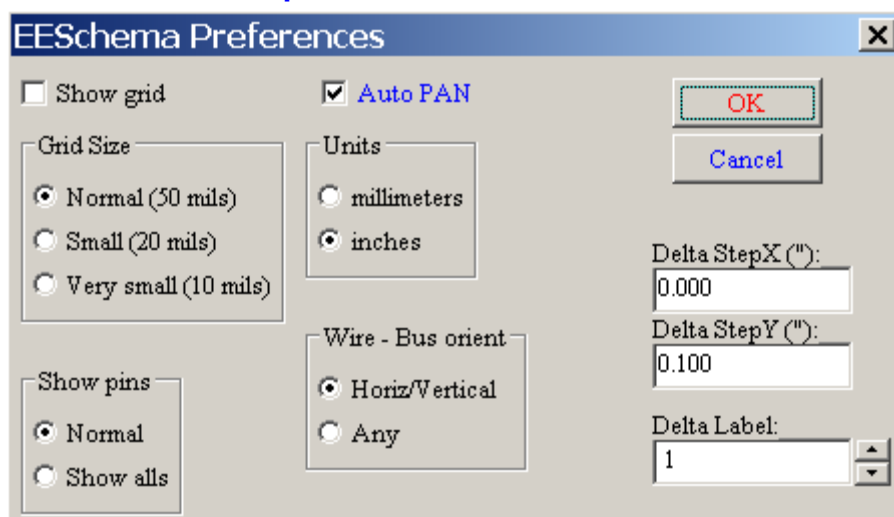 EESchema Preferences
Show grid
Auto PAN
OK
Cancel
Grid Size
Normal (50 mils)
Small (20 mils)
Very small (10 mils)
Units
millimeters
inches
Delta StepX ("):
0.000
Delta StepY ("):
0.100
Wire - Bus orient
Horiz/Vertical
Any
Show pins
Normal
Show alls
Delta Label:
1